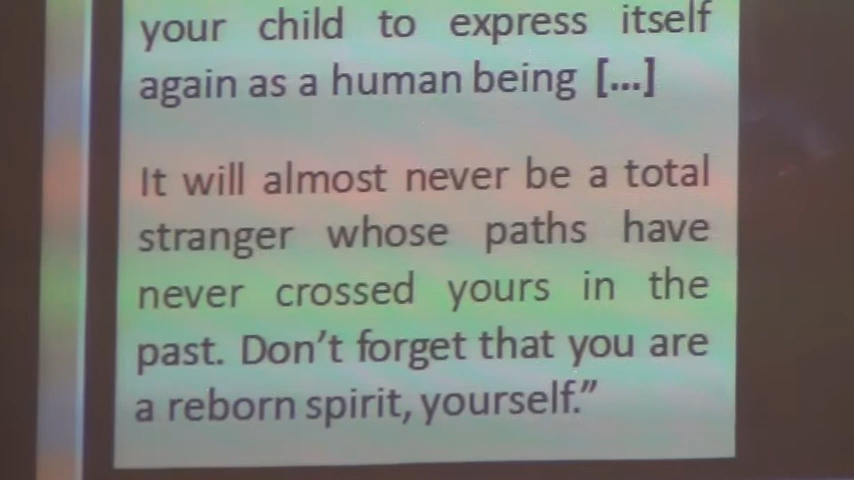 your child to express itself
again as a human being [...]
It will almost never be a total
stranger whose paths have
never crossed yours in the
past. Don't forget that you are
a reborn spirit, yourself.”